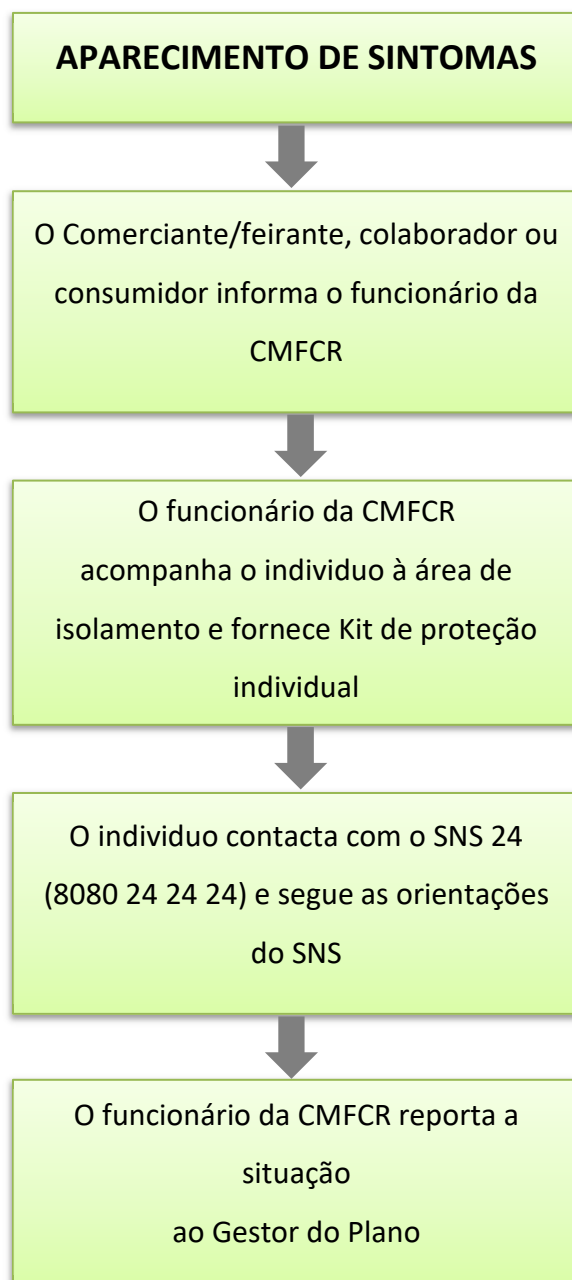 APARECIMENTO DE SINTOMAS
O Comerciante/feirante, colaborador ou
consumidor informa o funcionário da
CMFCR
O funcionário da CMFCR
acompanha o individuo à área de
isolamento e fornece Kit de proteção
individual
O individuo contacta com o SNS 24
(8080 24 24 24) e segue as orientações
do SNS
O funcionário da CMFCR reporta a
situação
ao Gestor do Plano